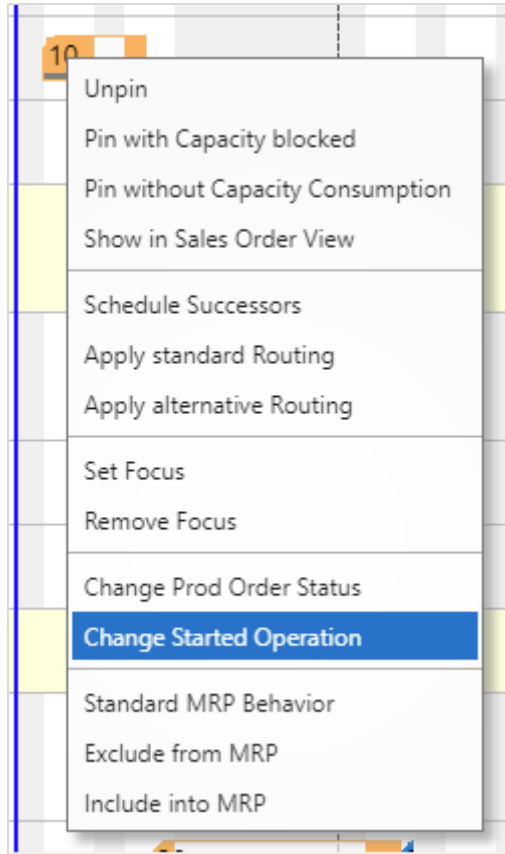 10
Unpin
Pin with Capacity blocked
Pin without Capacity Consumption
Show in Sales Order View
Schedule Successors
Apply standard Routing
Apply alternative Routing
Set Focus
Remove Focus
Change Prod Order Status
Change Started Operation
Standard MRP Behavior
Exclude from MRP
Include into MRP